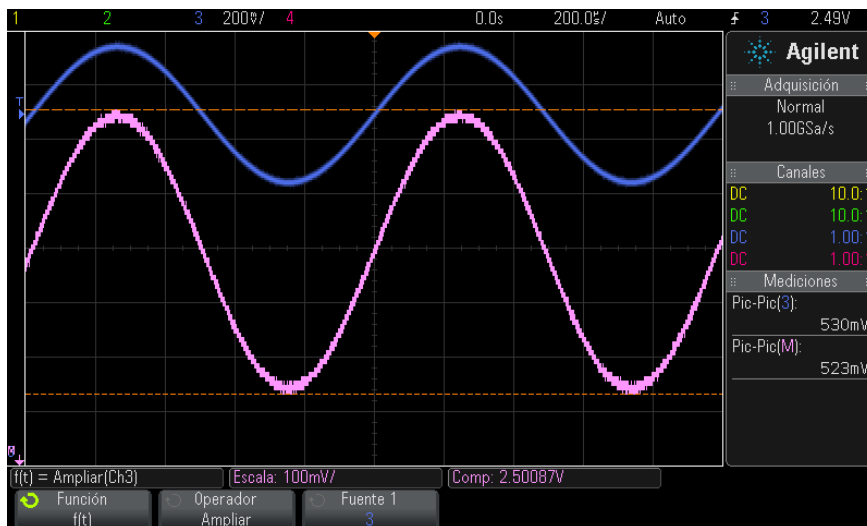 1 2 3 200mV/ 4 0.0s 200.0µs/ Auto 3 2.49V
Agilent
T
Adquisición
Normal
1.00GSa/s
Canales
DC 10.0:1
DC 10.0:1
DC 1.00:1
DC 1.00:1
Mediciones
Pic-Pic(3):
530mV
Pic-Pic(M):
523mV
M
f(t) = Ampliar(Ch3) Escala: 100mV/ Comp: 2.50087V
Función Operador Fuente 1
f(t) Ampliar 3